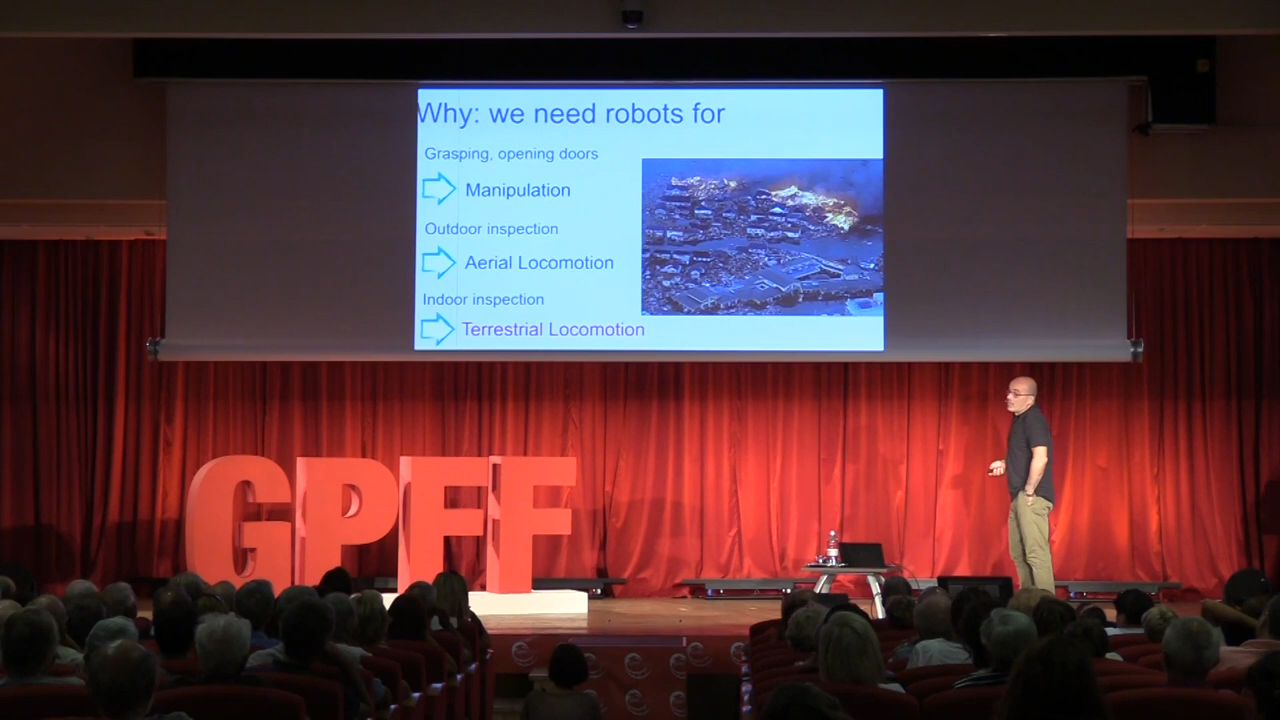 Why: we need robots for
Grasping, opening doors
Manipulation
Outdoor inspection
Aerial Locomotion
Indoor inspection
Terrestrial Locomotion
GPFF